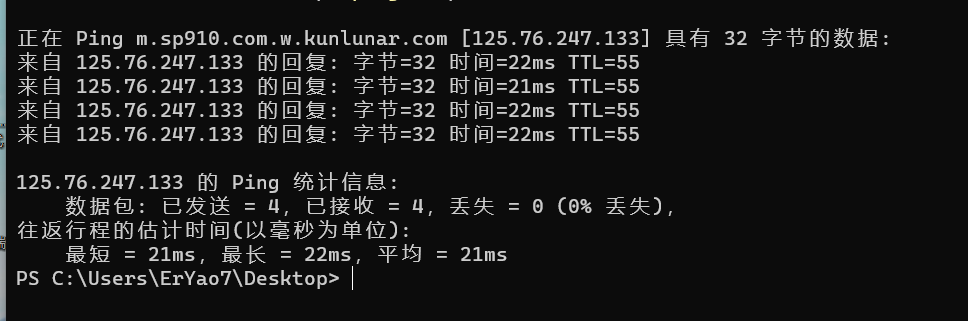 正在 Ping m.sp910.com.w.kunlunar.com [125.76.247.133] 具有 32 字节的数据:
来自 125.76.247.133 的回复: 字节=32 时间=22ms TTL=55
来自 125.76.247.133 的回复: 字节=32 时间=21ms TTL=55
来自 125.76.247.133 的回复: 字节=32 时间=22ms TTL=55
来自 125.76.247.133 的回复: 字节=32 时间=22ms TTL=55
125.76.247.133 的 Ping 统计信息:
数据包: 已发送 = 4，已接收 = 4，丢失 = 0 (0% 丢失)，
往返行程的估计时间(以毫秒为单位):
最短 = 21ms，最长 = 22ms，平均 = 21ms
PS C:\Users\ErYao7\Desktop>